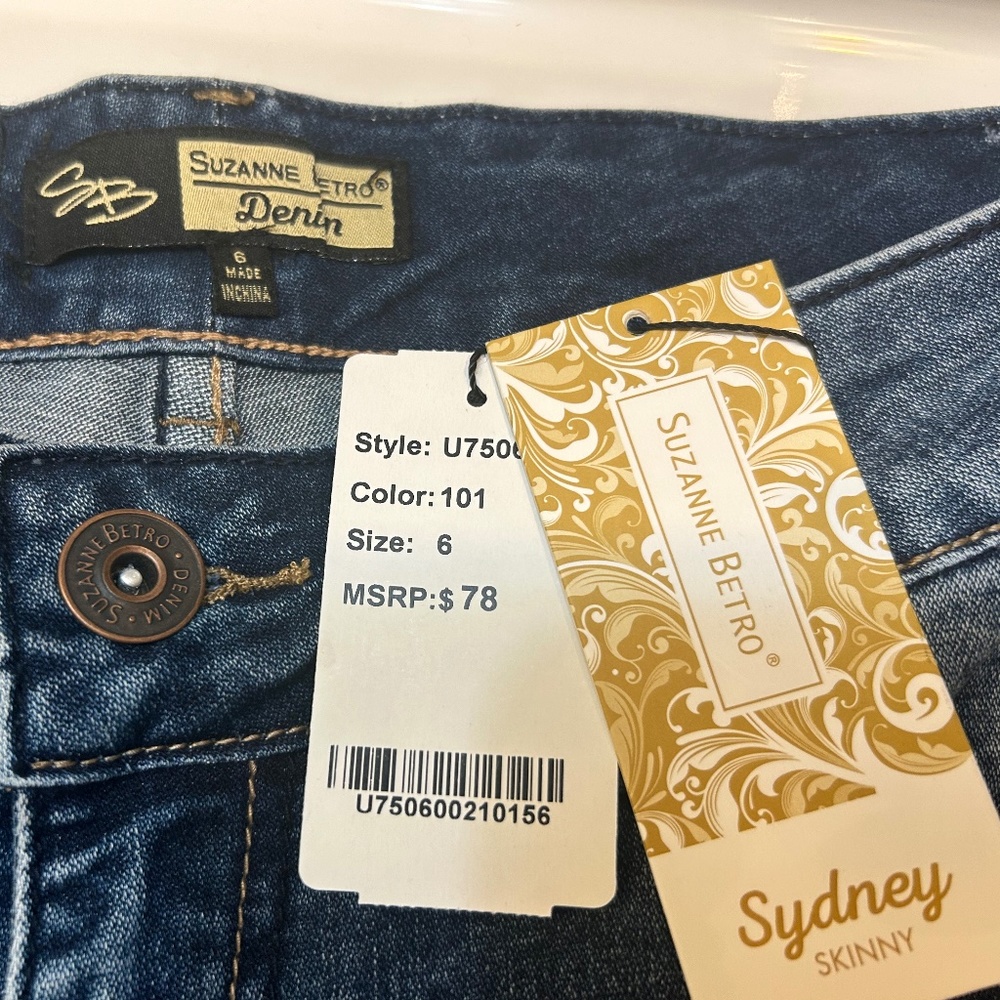 SB
SUZANNE BETRO®
Denim
6
MADE
IN CHINA
Style: U7506
Color: 101
Size: 6
MSRP: $ 78
U750600210156
SUZANNE BETRO®
Sydney
SKINNY
SUZANNE BETRO • DENIM •